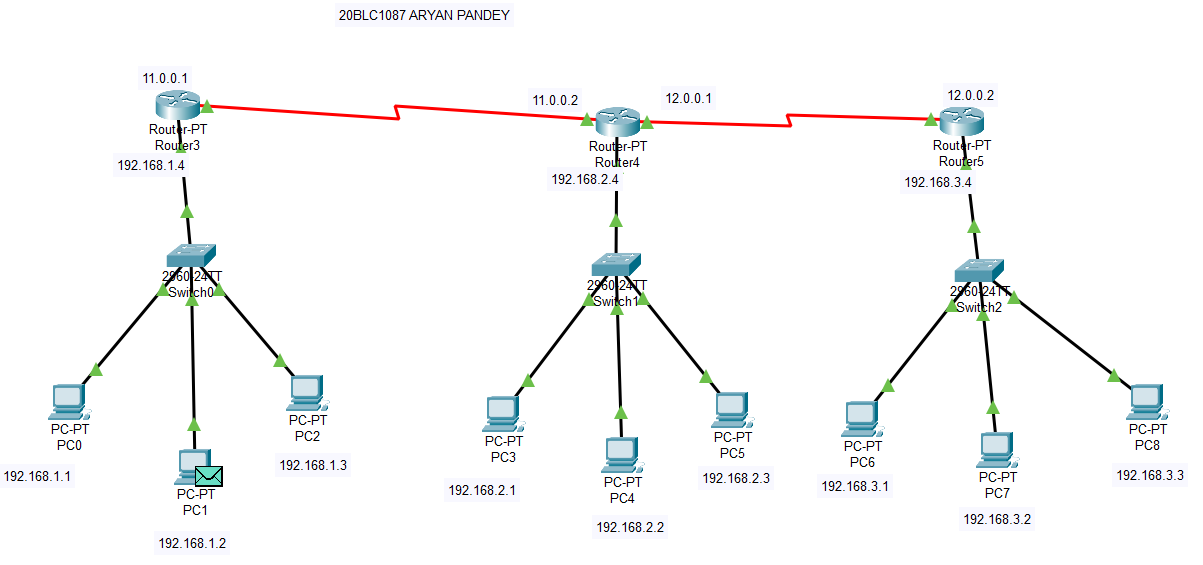 20BLC1087 ARYAN PANDEY
11.0.0.1
Router-PT
Router3
192.168.1.4
11.0.0.2
12.0.0.1
Router-PT
Router4
192.168.2.4
12.0.0.2
Router-PT
Router5
192.168.3.4
2960-24TT
Switch0
2960-24TT
Switch1
2960-24TT
Switch2
PC-PT
PC0
192.168.1.1
PC-PT
PC1
192.168.1.2
PC-PT
PC2
192.168.1.3
PC-PT
PC3
192.168.2.1
PC-PT
PC4
192.168.2.2
PC-PT
PC5
192.168.2.3
PC-PT
PC6
192.168.3.1
PC-PT
PC7
192.168.3.2
PC-PT
PC8
192.168.3.3